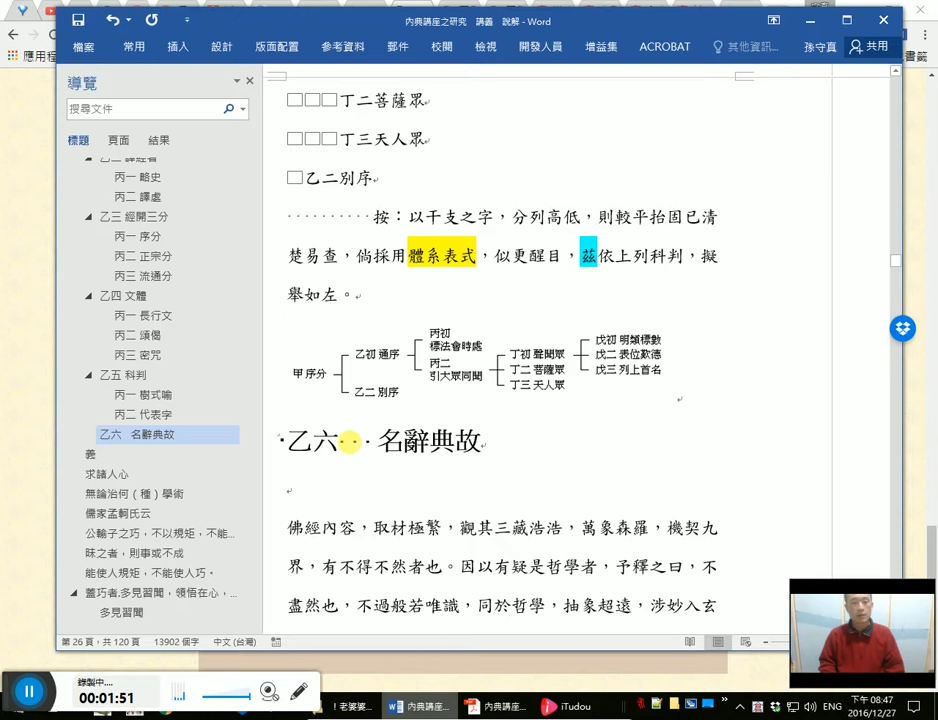 內典講座之研究 講義 說解 - Word
檔案 常用 插入 設計 版面配置 參考資料 郵件 校閱 檢視 開發人員 增益集 ACROBAT 其他資訊... 孫守真 共用
應用程
書籤
導覽
搜尋文件
標題 頁面 結果
乙二 譯經者
丙一 略史
丙二 譯處
乙三 經開三分
丙一 序分
丙二 正宗分
丙三 流通分
乙四 文體
丙一 長行文
丙二 頌偈
丙三 密咒
乙五 科判
丙一 樹式喻
丙二 代表字
乙六 名辭典故
義
求諸人心
無論治何（種）學術
儒家孟軻氏云
公輸子之巧，不以規矩，不能...
昧之者，則事或不成
能使人規矩，不能使人巧。
蓋巧者.多見習聞，領悟在心，...
多見習聞
□□□丁二菩薩眾
□□□丁三天人眾
□乙二別序
按：以干支之字，分列高低，則較平抬固已清
楚易查，倘採用體系表式，似更醒目，茲依上列科判，擬
舉如左。
甲序分
乙初 通序
乙二 別序
丙初
標法會時處
丙二
引大眾同聞
丁初 聲聞眾
丁二 菩薩眾
丁三 天人眾
戊初 明類標數
戊二 表位歎德
戊三 列上首名
乙六 名辭典故
佛經內容，取材極繁，觀其三藏浩浩，萬象森羅，機契九
界，有不得不然者也。因以有疑是哲學者，予釋之曰，不
盡然也，不過般若唯識，同於哲學，抽象超遠，涉妙入玄
第 26 頁，共 120 頁 13902 個字 中文 (台灣)
錄製中....
00:01:51
！老婆婆...
內典講座...
內典講座...
iTudou
ENG
下午 08:47
2016/12/27